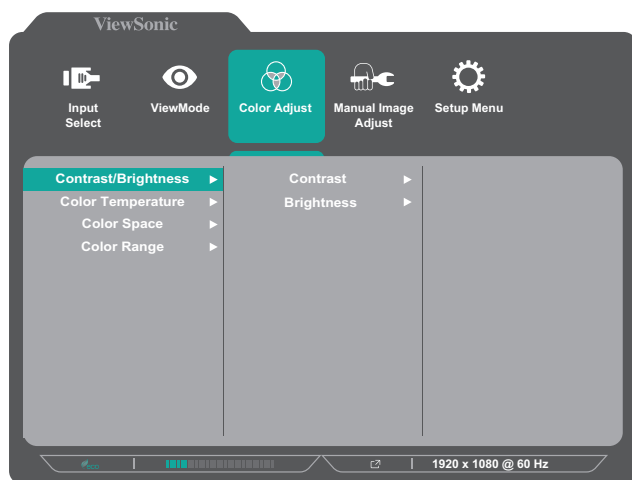 ViewSonic
Input
Select
ViewMode
Color Adjust
Manual Image
Adjust
Setup Menu
Contrast/Brightness
Color Temperature
Color Space
Color Range
Contrast
Brightness
eco
1920 x 1080 @ 60 Hz